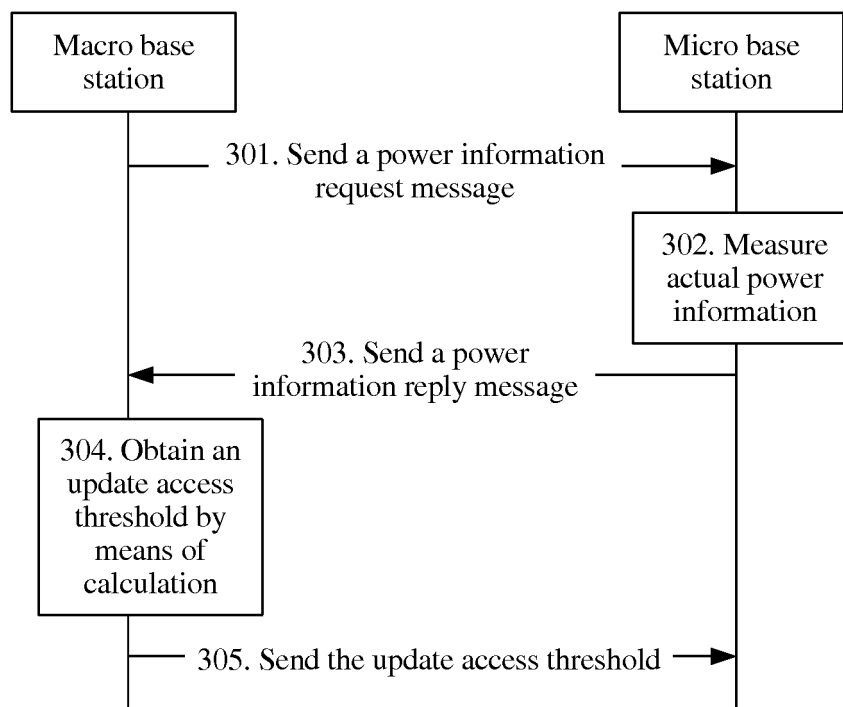 Macro base
station
Micro base
station
301. Send a power information
request message
302. Measure
actual power
information
303. Send a power
information reply message
304. Obtain an
update access
threshold by
means of
calculation
305. Send the update access threshold